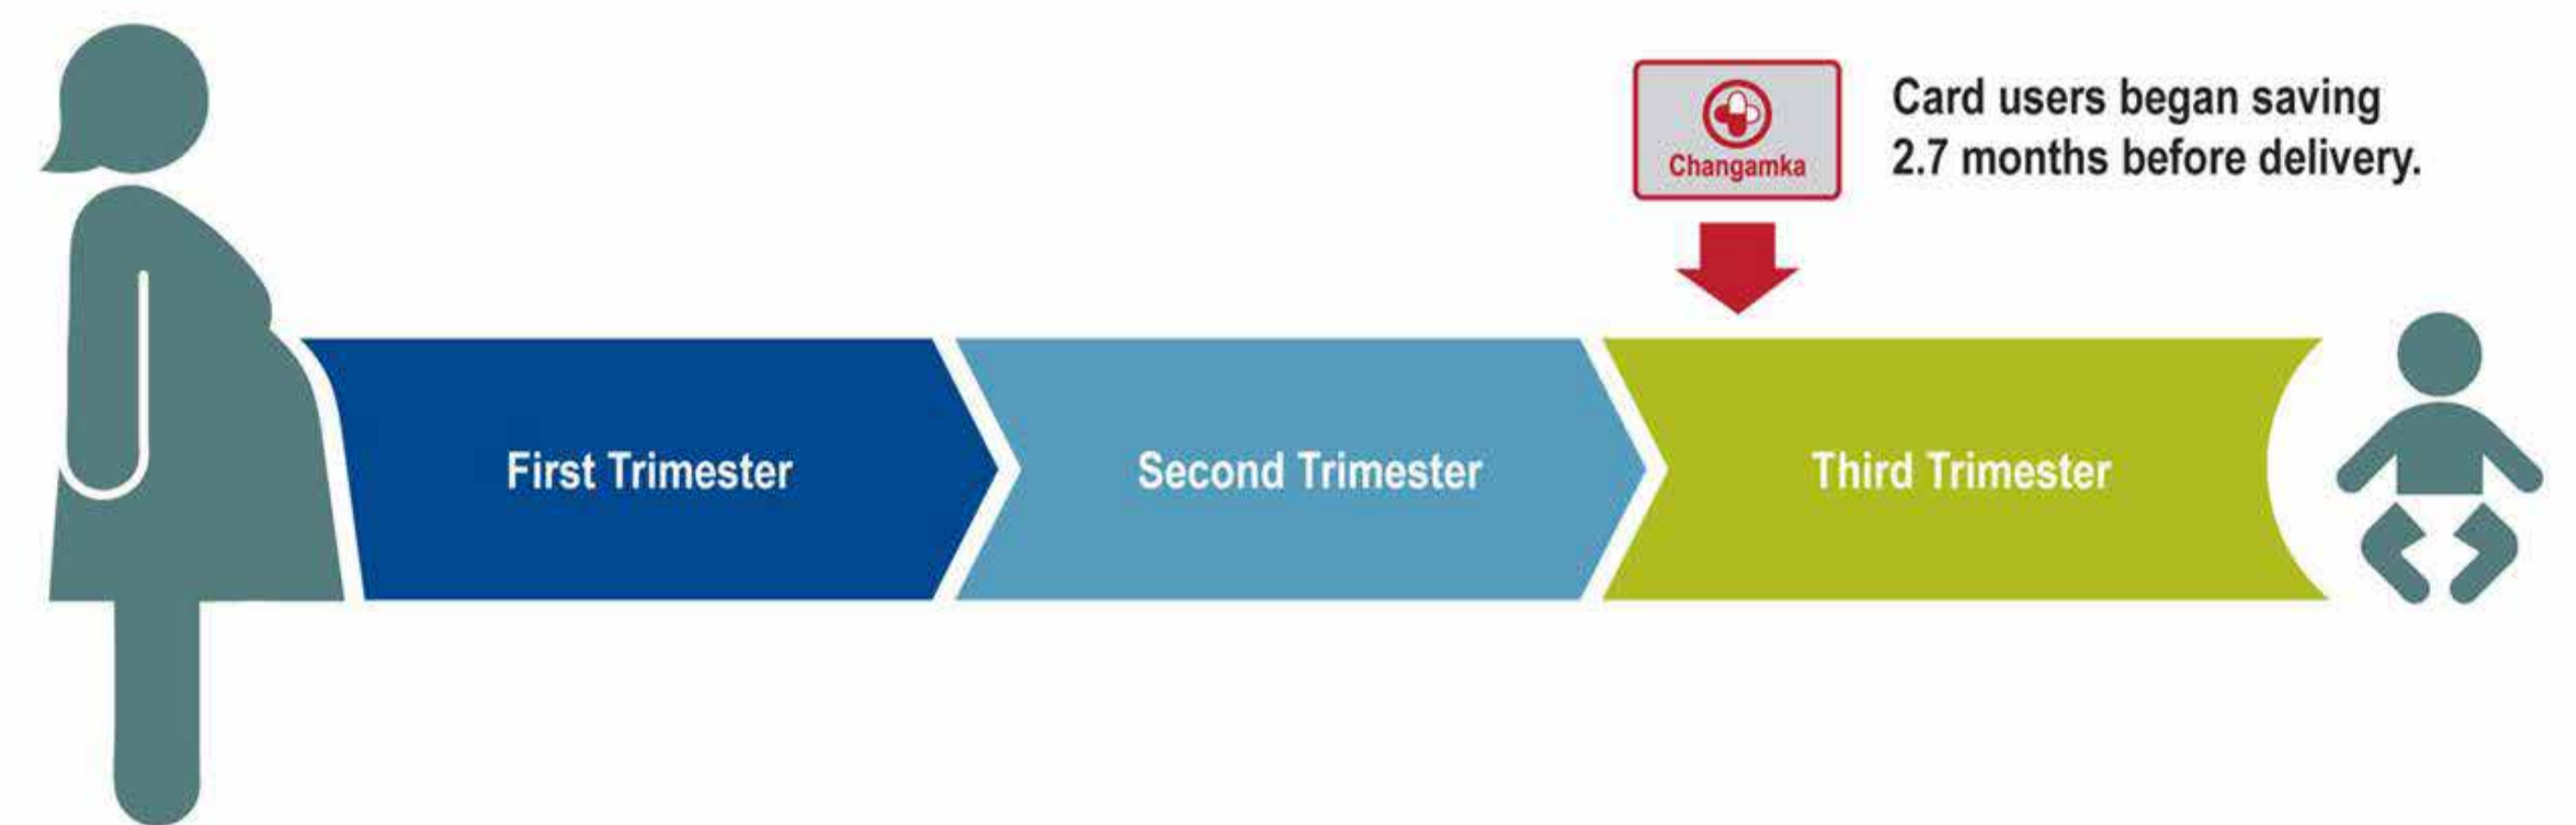 Changamka
Card users began saving
2.7 months before delivery.
First Trimester
Second Trimester
Third Trimester